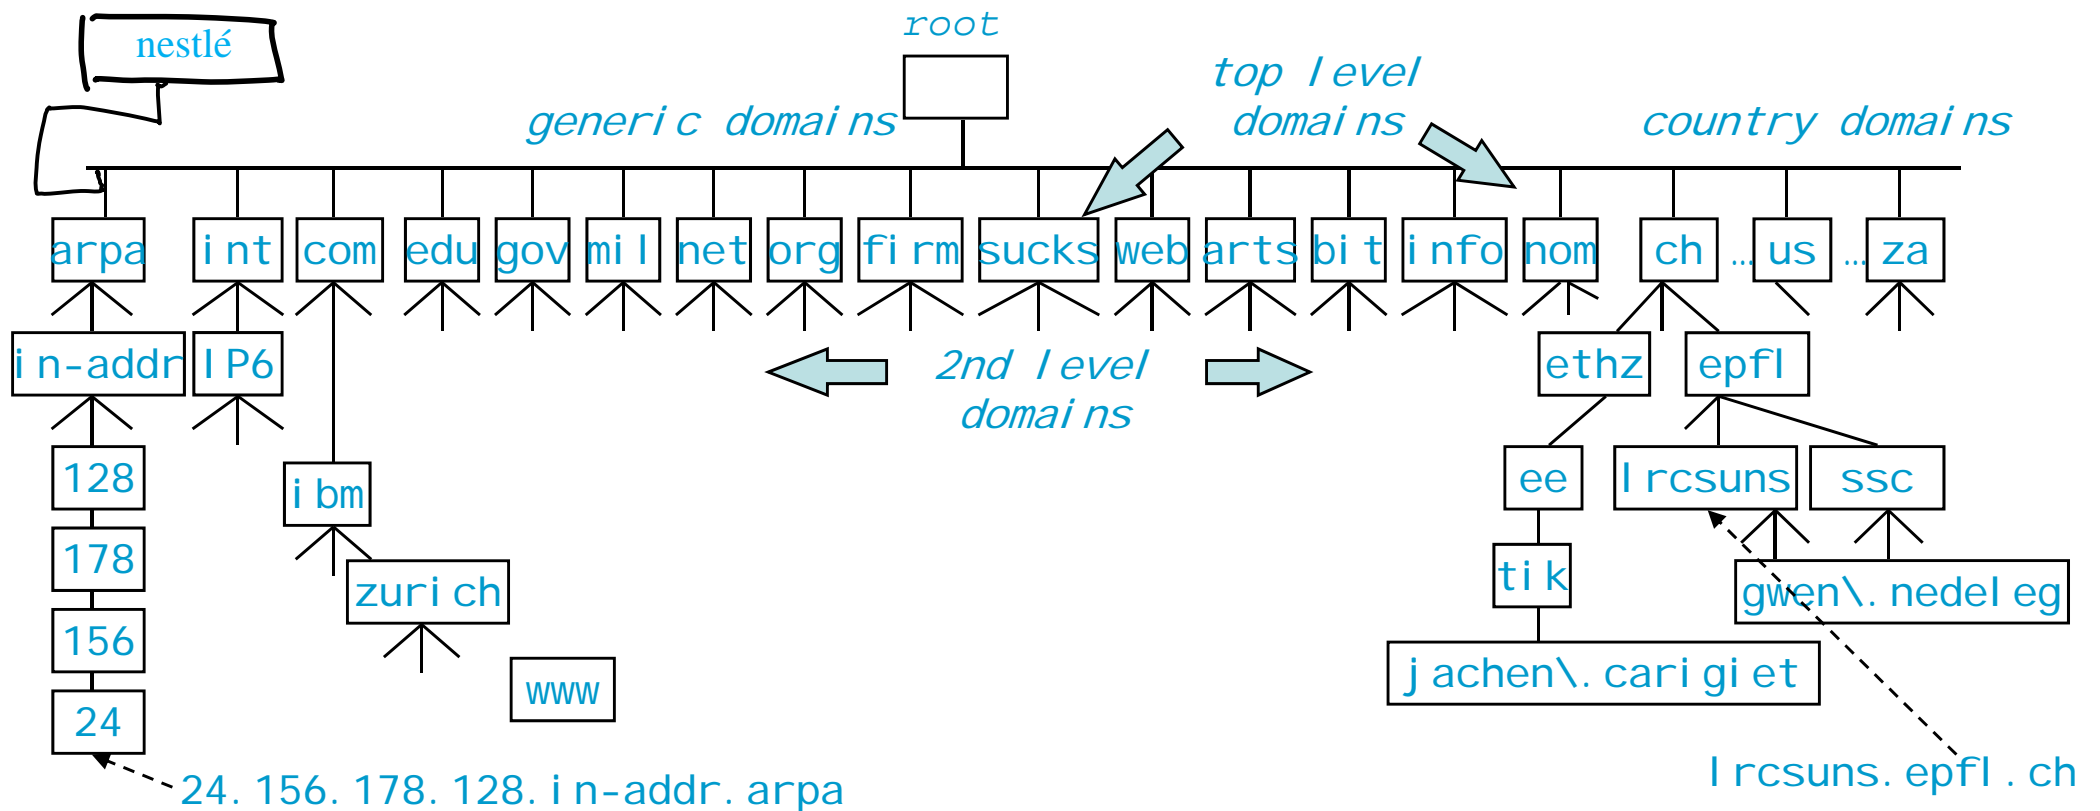 nestlé
root
top level
domains
generic domains
country domains
arpa int com edu gov mil net org firm sucks web arts bit info nom ch ... us ... za
in-addr IP6 ethz epfl
2nd level
domains
128 ibm ee lrcsuns ssc
178 zurich tik gwen\.nedeleg
156 www jachen\.carigiet
24
24.156.178.128.in-addr.arpa
lrcsuns.epfl.ch